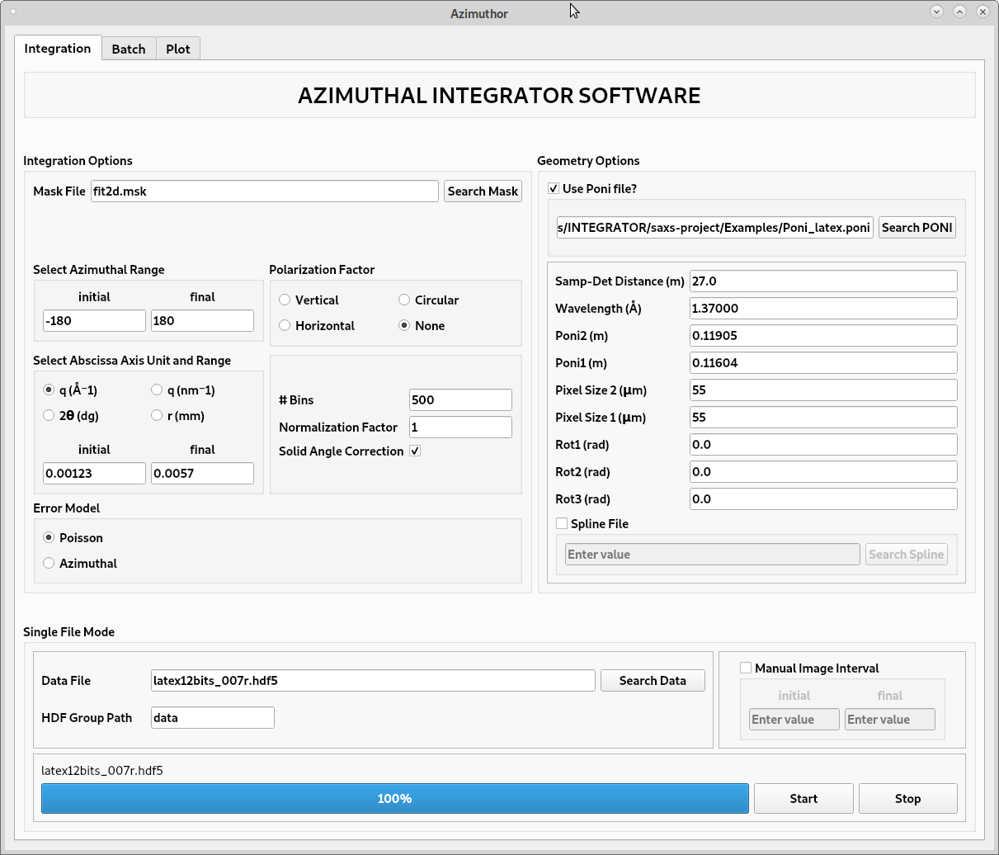 Azimuthor
Integration Batch Plot
AZIMUTHAL INTEGRATOR SOFTWARE
Integration Options
Mask File fit2d.msk Search Mask
Select Azimuthal Range
initial final
-180 180
Polarization Factor
Vertical Circular
Horizontal None
Select Abscissa Axis Unit and Range
q (Å⁻1) q (nm⁻1)
2θ (dg) r (mm)
initial final
0.00123 0.0057
# Bins 500
Normalization Factor 1
Solid Angle Correction
Error Model
Poisson
Azimuthal
Geometry Options
Use Poni file?
s/INTEGRATOR/saxs-project/Examples/Poni_latex.poni Search PONI
Samp-Det Distance (m) 27.0
Wavelength (Å) 1.37000
Poni2 (m) 0.11905
Poni1 (m) 0.11604
Pixel Size 2 (μm) 55
Pixel Size 1 (μm) 55
Rot1 (rad) 0.0
Rot2 (rad) 0.0
Rot3 (rad) 0.0
Spline File
Enter value Search Spline
Single File Mode
Data File latex12bits_007r.hdf5 Search Data
HDF Group Path data
Manual Image Interval
initial final
Enter value Enter value
latex12bits_007r.hdf5
100% Start Stop